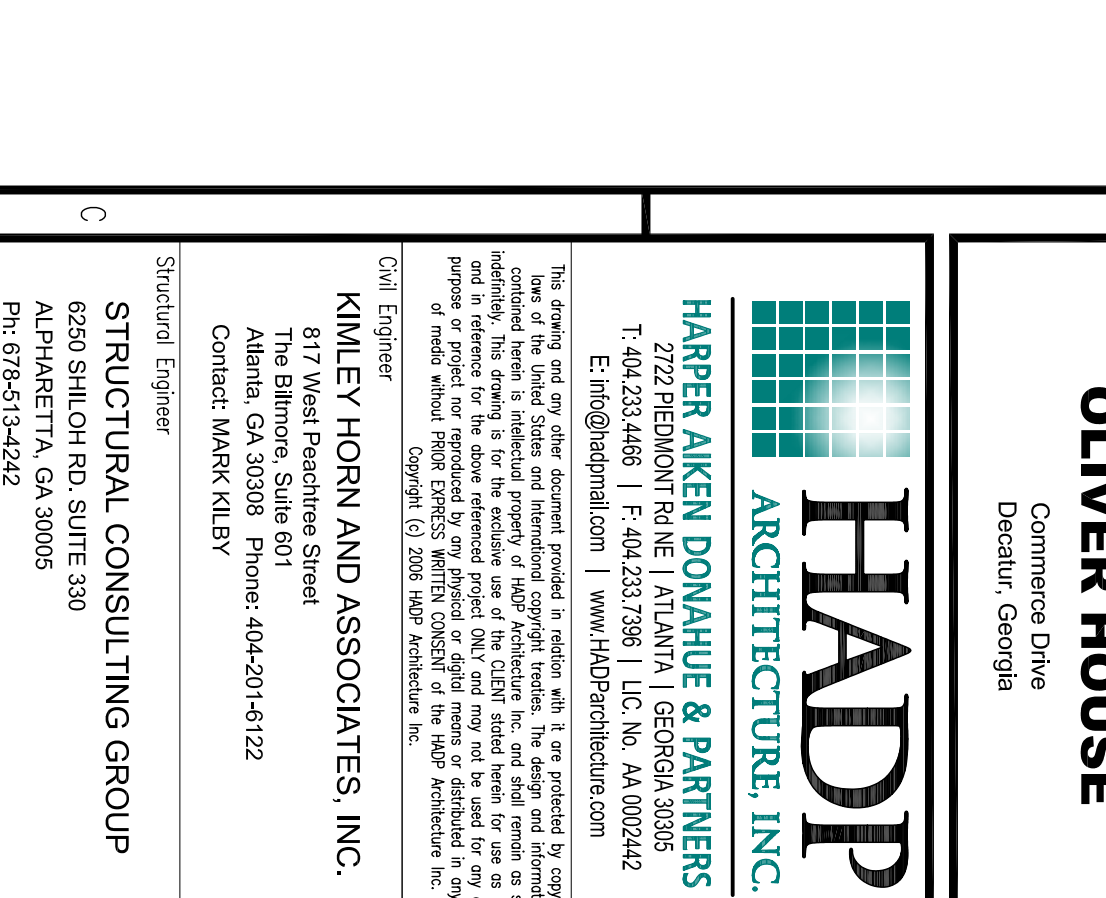 OLIVER HOUSE
Commerce Drive
Decatur, Georgia
HADP
ARCHITECTURE, INC.
HARPER AIKEN DONAHUE & PARTNERS
2722 PIEDMONT Rd NE | ATLANTA | GEORGIA 30305
T: 404.233.4466 | F: 404.233.7396 | LIC. No. AA 0002442
E: info@hadpmail.com | www.HADParchitecture.com
This drawing and any other document provided in relation with it are protected by copy
laws of the United States and International copyright treaties. The design and informat
contained herein is intellectual property of HADP Architecture Inc. and shall remain as s
indefinitely. This drawing is for the exclusive use of the CLIENT stated herein for use as
and in reference for the above referenced project ONLY and may not be used for any
purpose or project nor reproduced by any physical or digital means or distributed in any
of media without PRIOR EXPRESS WRITTEN CONSENT of the HADP Architecture Inc.
Copyright (c) 2006 HADP Architecture Inc.
Civil Engineer
KIMLEY HORN AND ASSOCIATES, INC.
817 West Peachtree Street
The Biltmore, Suite 601
Atlanta, GA 30308 Phone: 404-201-6122
Contact: MARK KILBY
Structural Engineer
STRUCTURAL CONSULTING GROUP
6250 SHILOH RD. SUITE 330
ALPHARETTA, GA 30005
Ph: 678-513-4242
C